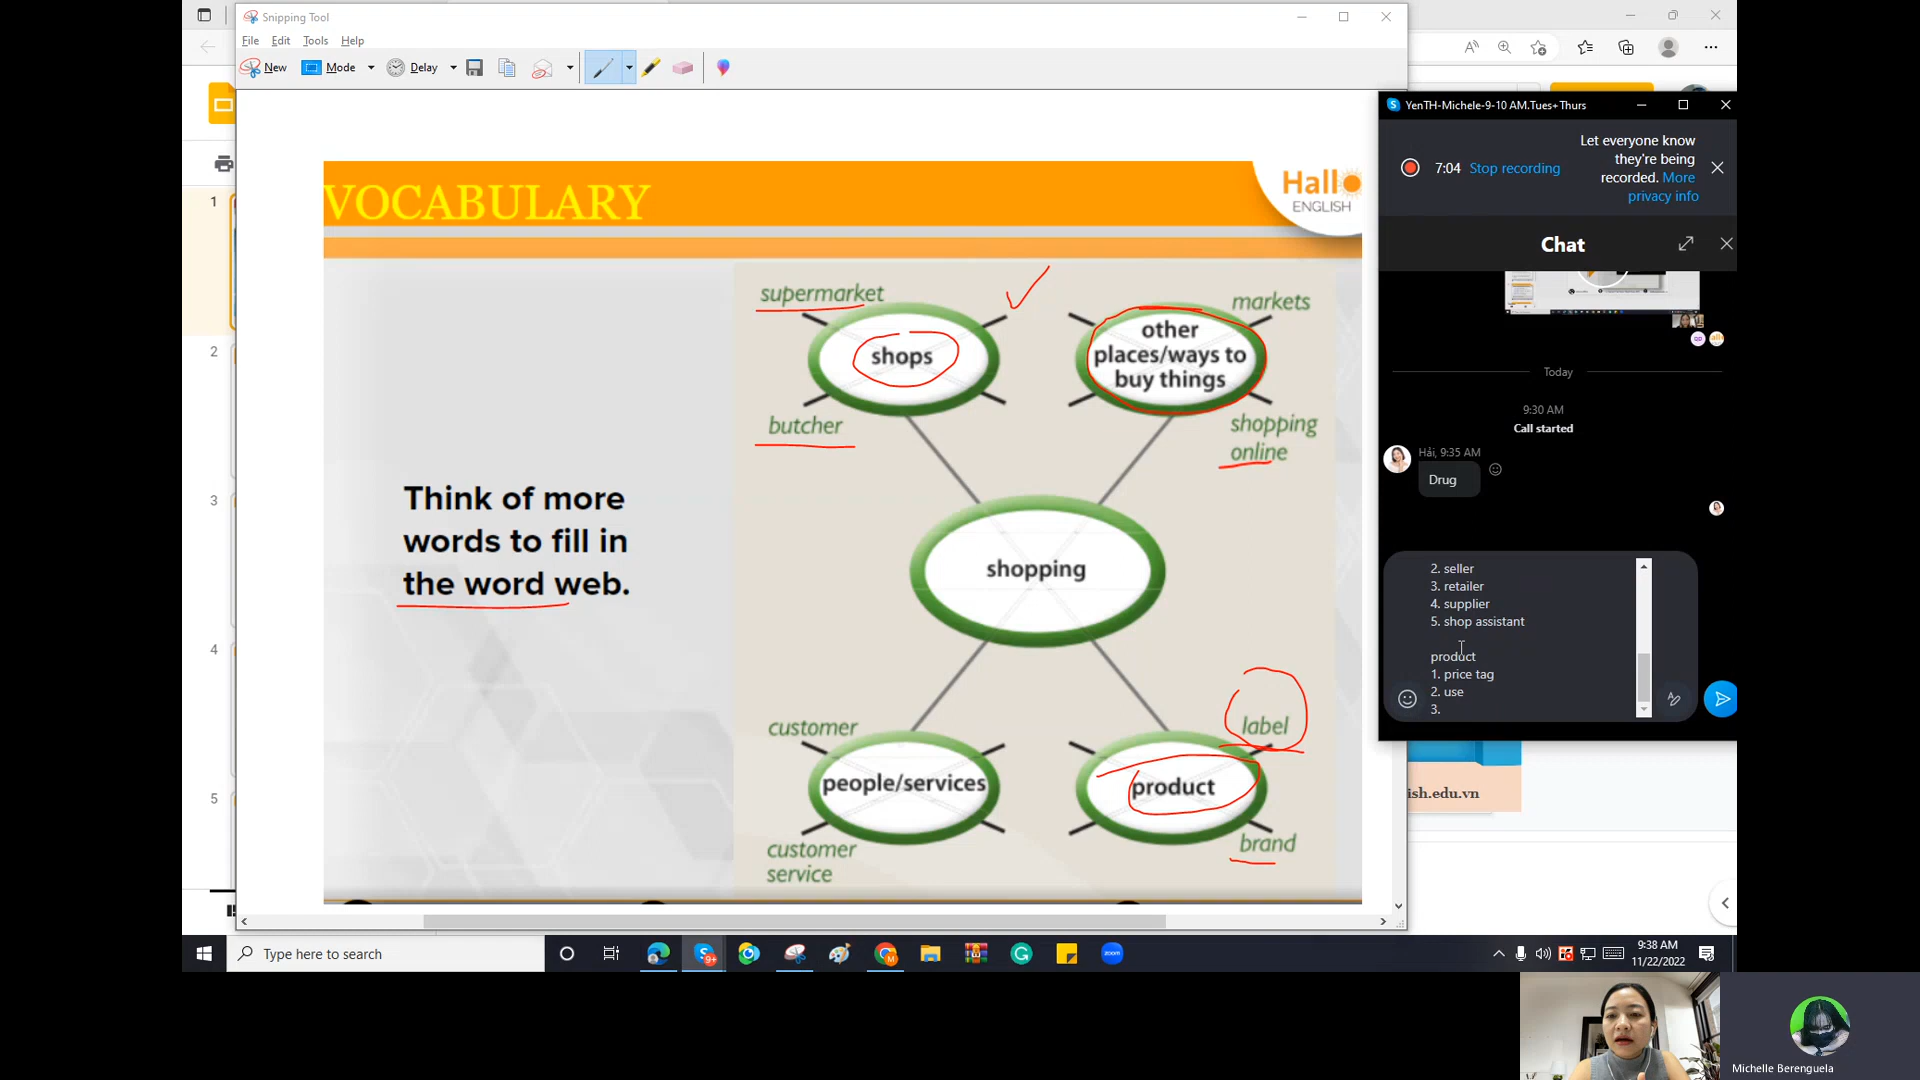 Snipping Tool
File Edit Tools Help
New Mode Delay
VOCABULARY
Hallo
ENGLISH
Think of more
words to fill in
the word web.
supermarket
shops
butcher
markets
other
places/ways to
buy things
shopping
online
shopping
customer
people/services
customer
service
label
product
brand
1
2
3
4
5
YenTH-Michele-9-10 AM.Tues+Thurs
7:04 Stop recording
Let everyone know
they're being
recorded. More
privacy info
Chat
Today
9:30 AM
Call started
Hải, 9:35 AM
Drug
2. seller
3. retailer
4. supplier
5. shop assistant
product
1. price tag
2. use
3.
ish.edu.vn
Type here to search
9+
zoom
9:38 AM
11/22/2022
Michelle Berenguela